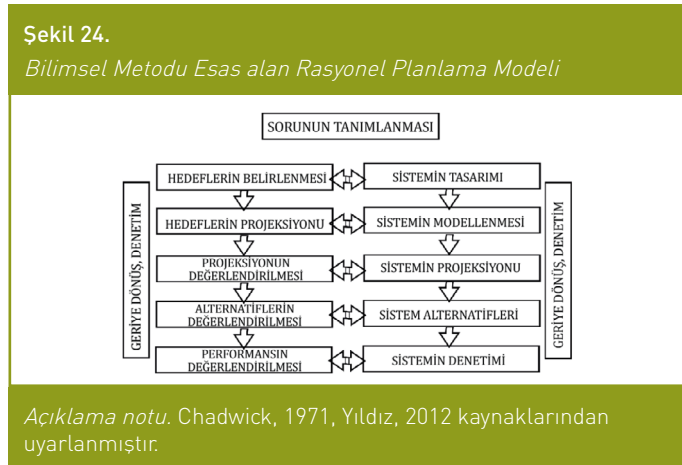 Şekil 24.
Bilimsel Metodu Esas alan Rasyonel Planlama Modeli
SORUNUN TANIMLANMASI
GERİYE DÖNÜŞ, DENETİM
HEDEFLERİN BELİRLENMESİ
SİSTEMİN TASARIMI
HEDEFLERİN PROJEKSİYONU
SİSTEMİN MODELLENMESİ
PROJEKSİYONUN
DEĞERLENDİRİLMESİ
SİSTEMİN PROJEKSİYONU
ALTERNATİFLERİN
DEĞERLENDİRİLMESİ
SİSTEM ALTERNATİFLERİ
PERFORMANSIN
DEĞERLENDİRİLMESİ
SİSTEMİN DENETİMİ
GERİYE DÖNÜŞ, DENETİM
Açıklama notu. Chadwick, 1971, Yıldız, 2012 kaynaklarından
uyarlanmıştır.